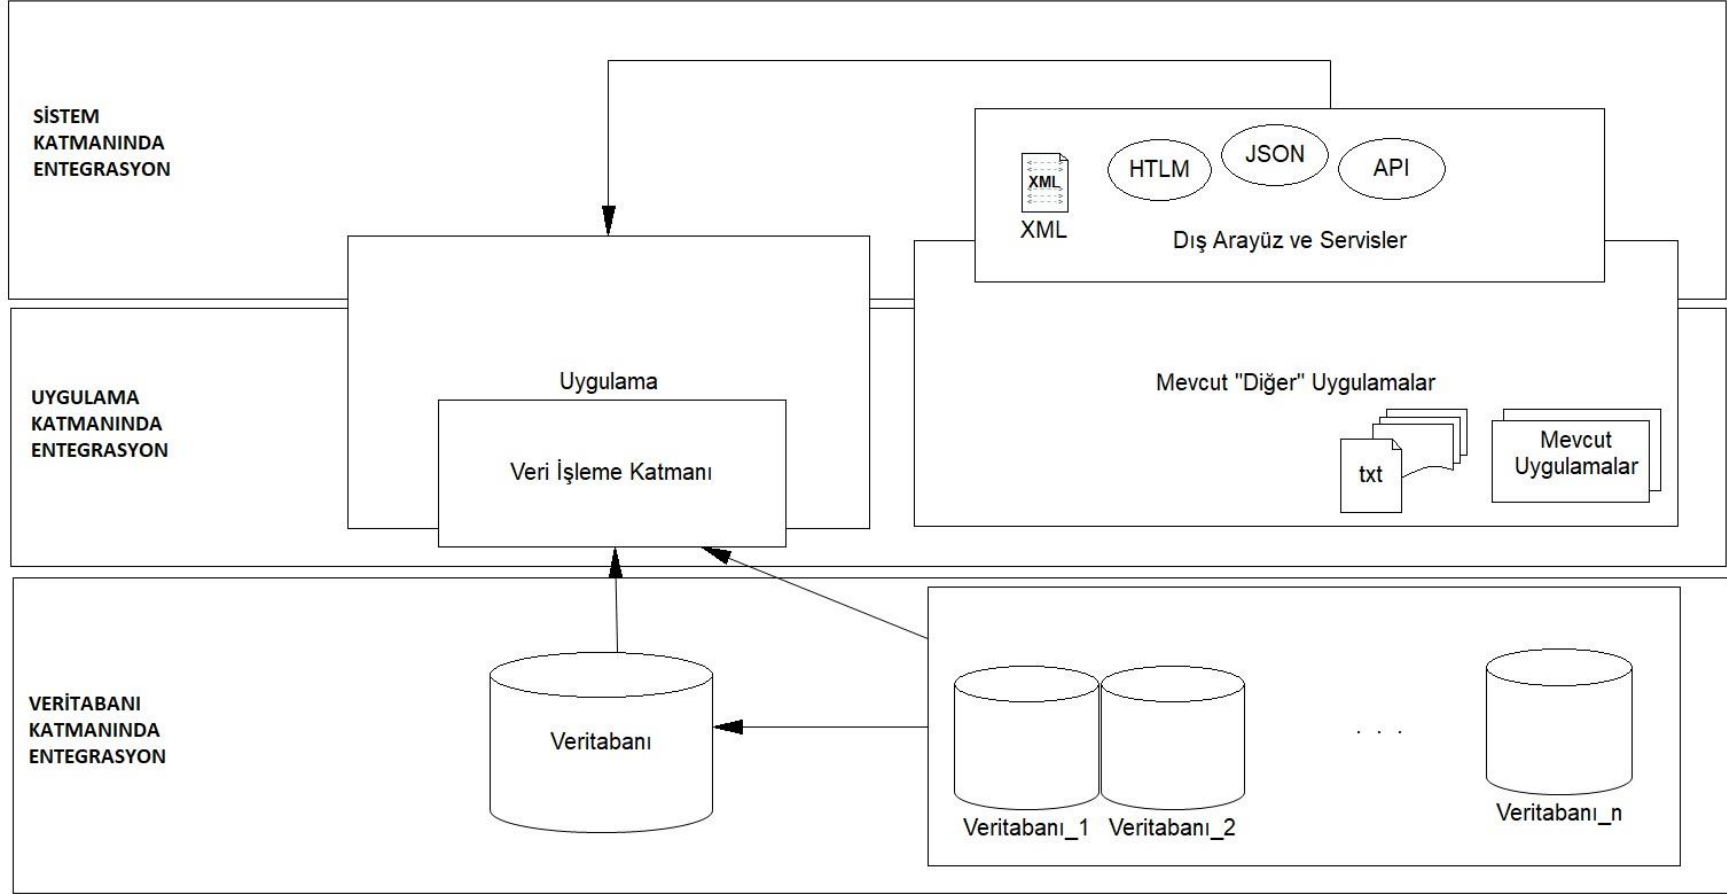 SİSTEM
KATMANINDA
ENTEGRASYON
XML
XML
HTLM
JSON
API
Dış Arayüz ve Servisler
UYGULAMA
KATMANINDA
ENTEGRASYON
Uygulama
Veri İşleme Katmanı
Mevcut "Diğer" Uygulamalar
txt
Mevcut
Uygulamalar
VERİTABANI
KATMANINDA
ENTEGRASYON
Veritabanı
Veritabanı_1
Veritabanı_2
. . .
Veritabanı_n